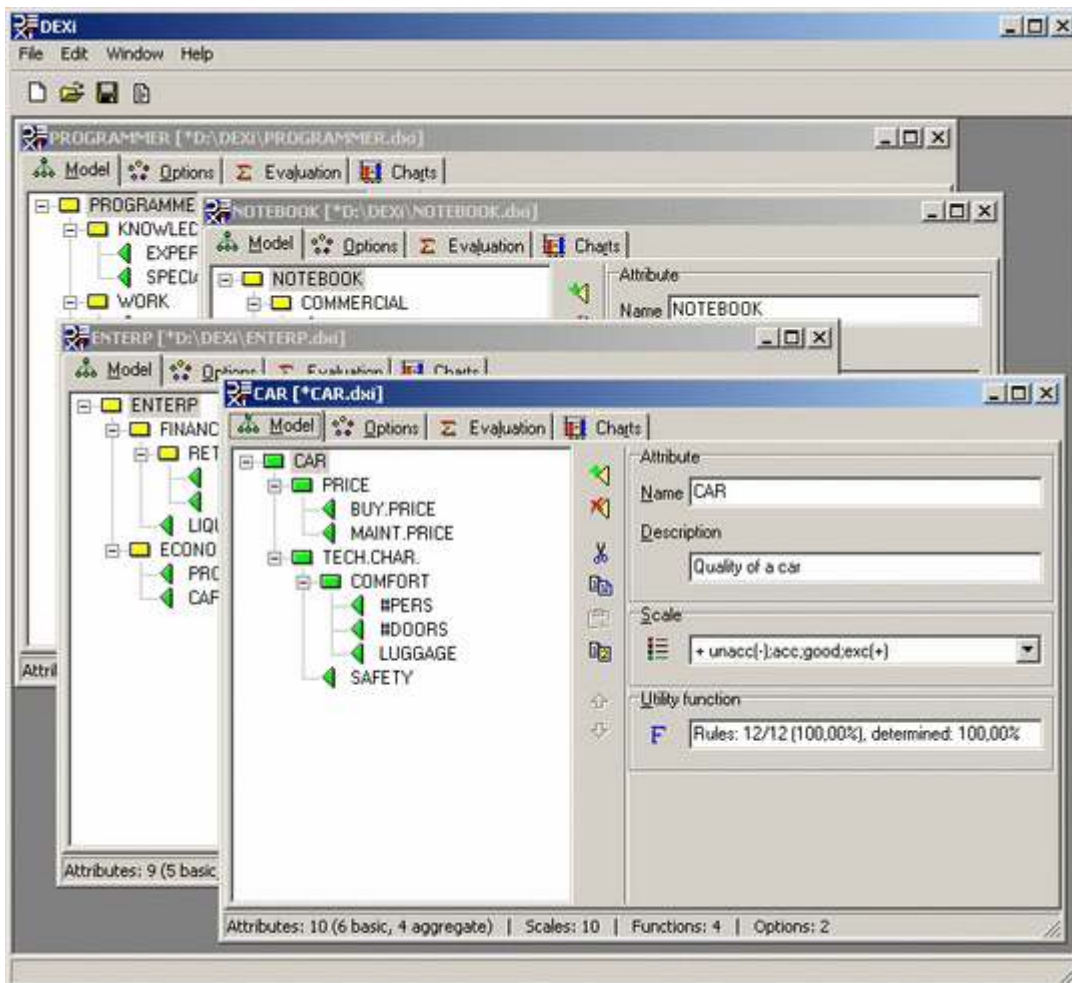 DEXi
File Edit Window Help
PROGRAMMER [*D:\DEXi\PROGRAMMER.dxi]
Model Options Evaluation Charts
PROGRAMME
KNOWLEC
EXPER
SPECIA
WORK
Attri
NOTEBOOK [*D:\DEXi\NOTEBOOK.dxi]
Model Options Evaluation Charts
NOTEBOOK
COMMERCIAL
Attribute
Name NOTEBOOK
ENTERP [*D:\DEXi\ENTERP.dxi]
Model Options Evaluation Charts
ENTERP
FINANC
RET
LIQU
ECONO
PRO
CAP
Attributes: 9 (5 basic,
CAR [*CAR.dxi]
Model Options Evaluation Charts
CAR
PRICE
BUY.PRICE
MAINT.PRICE
TECH.CHAR.
COMFORT
#PERS
#DOORS
LUGGAGE
SAFETY
Attribute
Name CAR
Description
Quality of a car
Scale
+ unacc(-);acc;good;exc(+)
Utility function
F Rules: 12/12 (100,00%), determined: 100,00%
Attributes: 10 (6 basic, 4 aggregate) | Scales: 10 | Functions: 4 | Options: 2